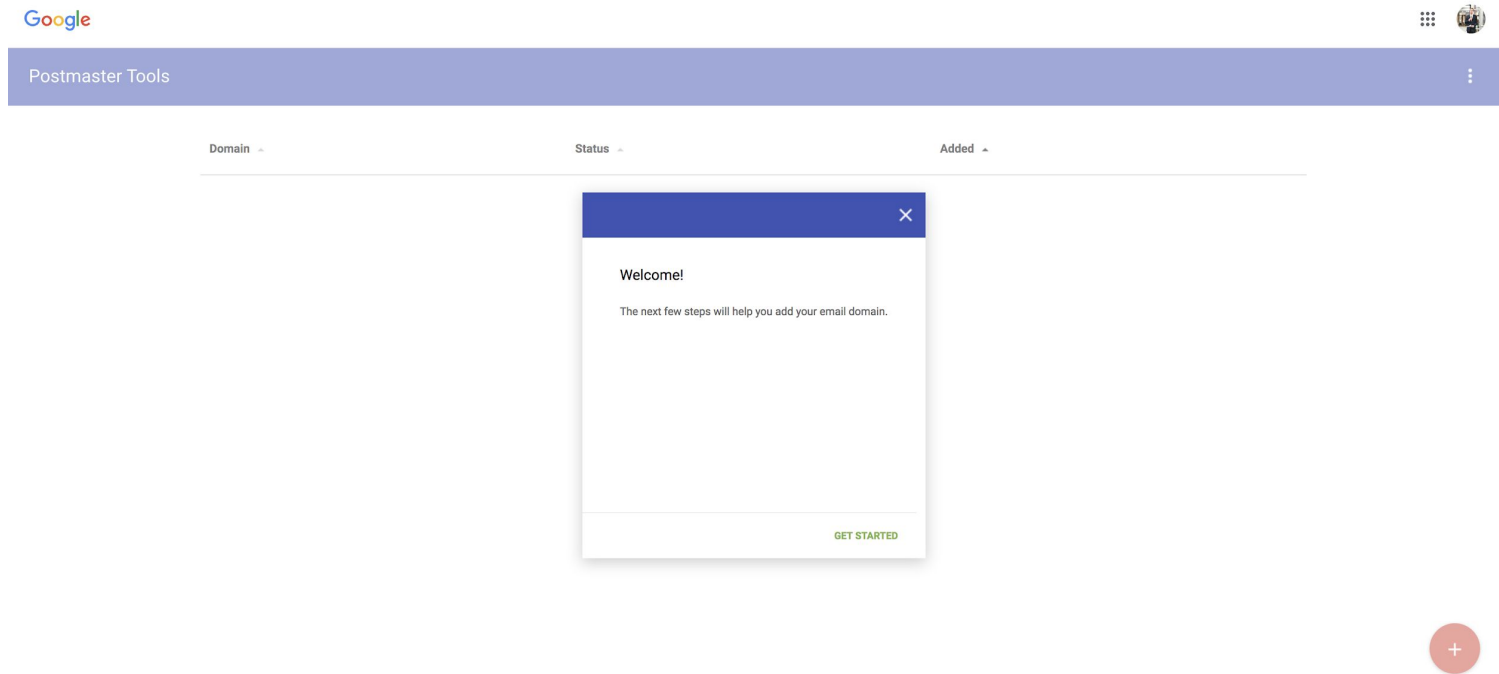 Google
Postmaster Tools
Domain Status Added
Welcome!
The next few steps will help you add your email domain.
GET STARTED